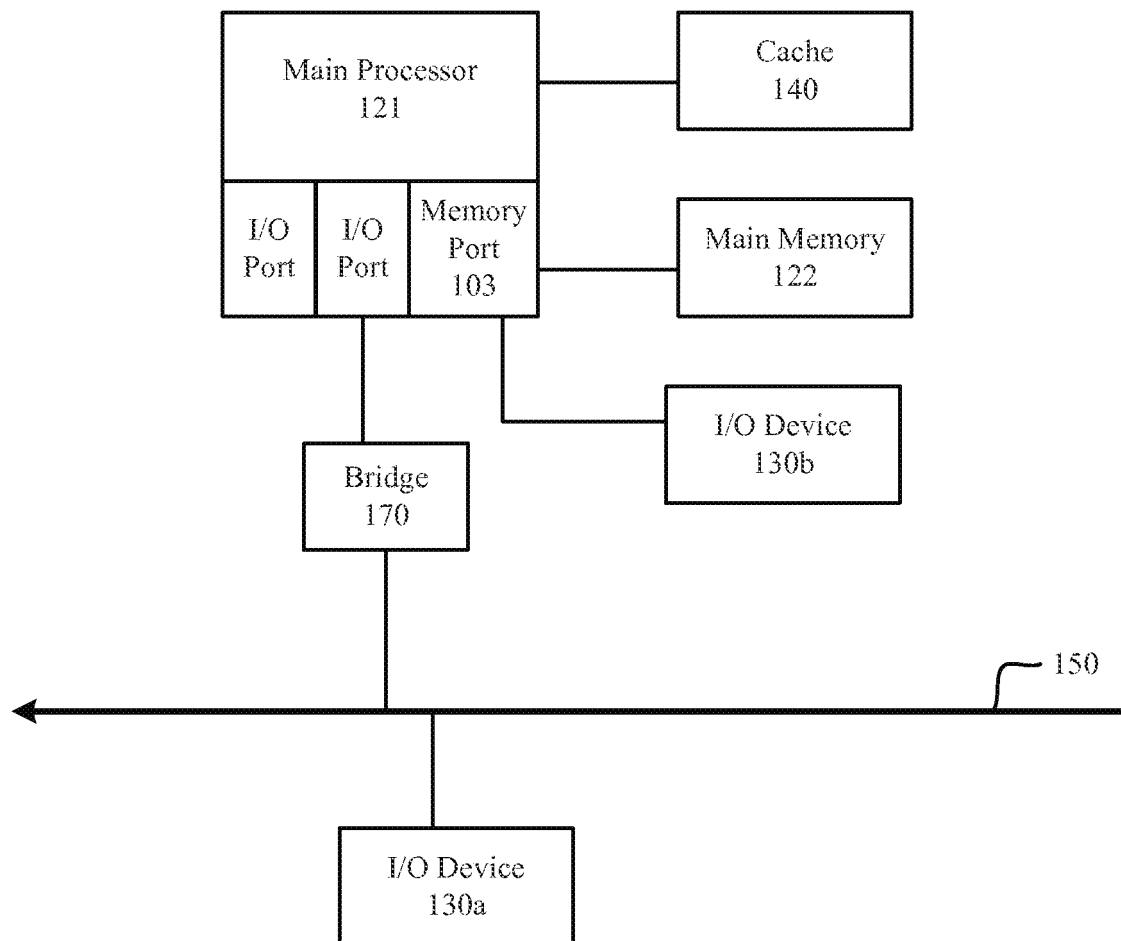 Main Processor
121
Cache
140
I/O
Port
I/O
Port
Memory
Port
103
Main Memory
122
I/O Device
130b
Bridge
170
150
I/O Device
130a